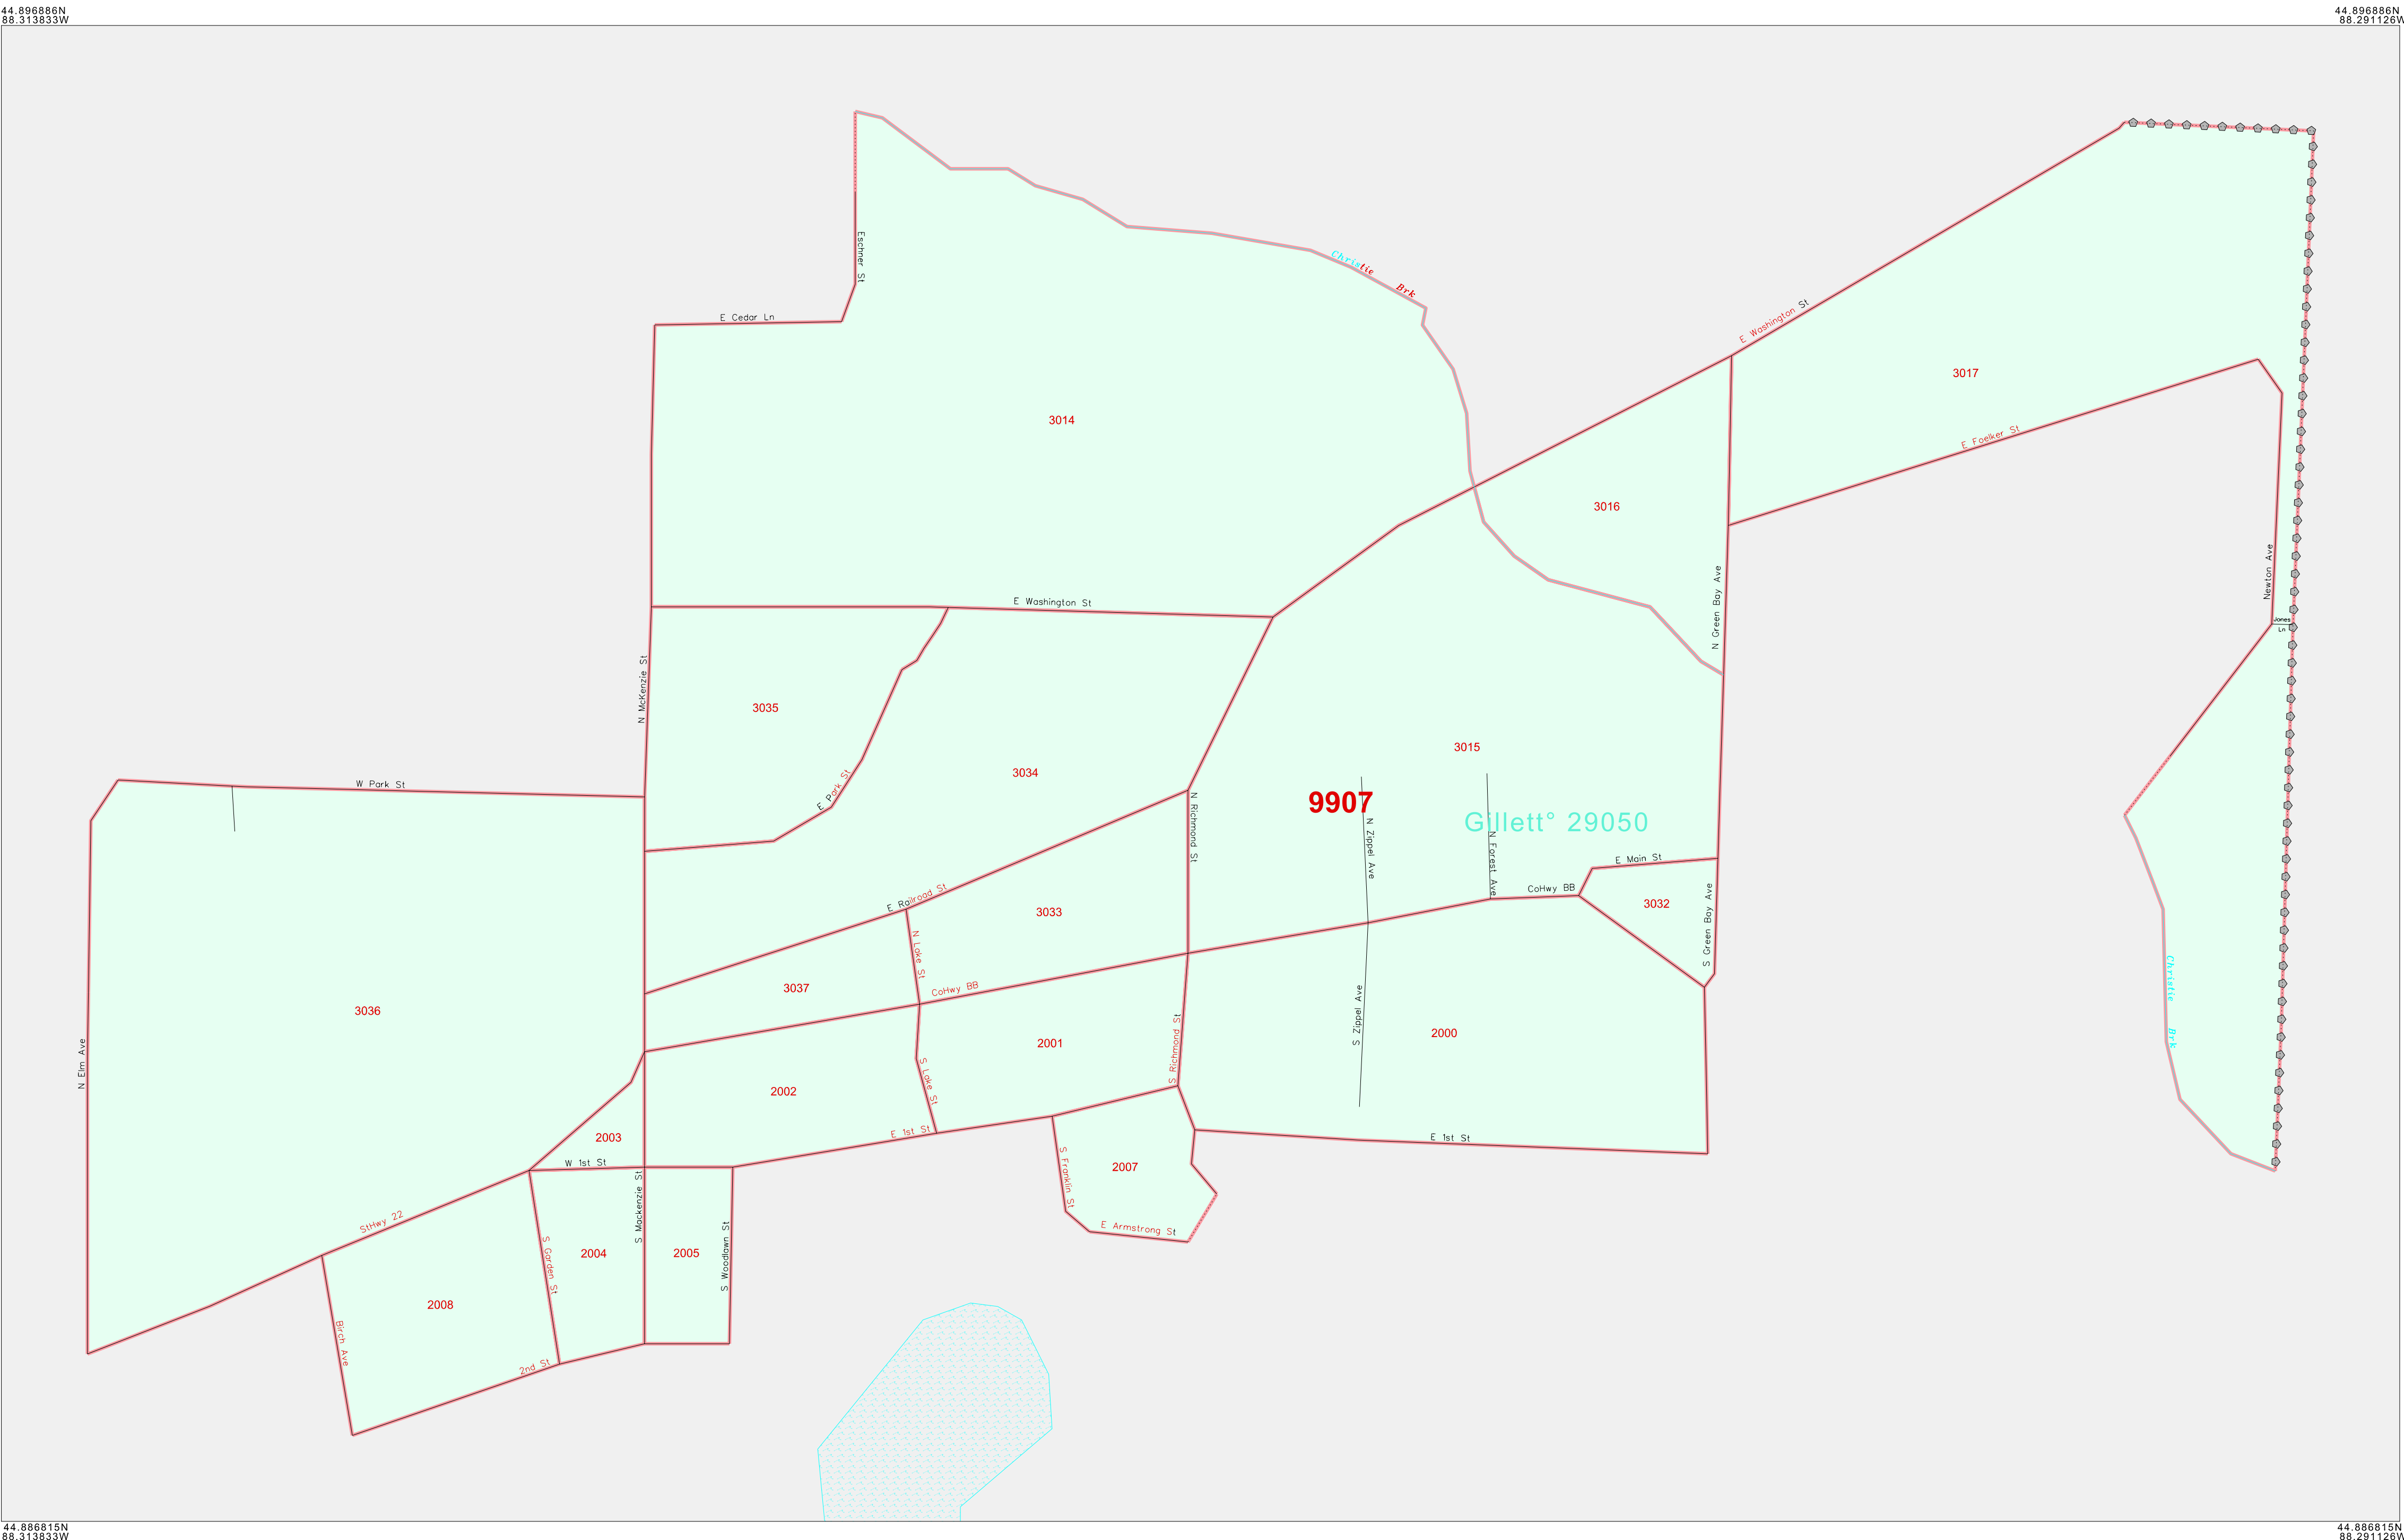 44.896886N
88.313833W
44.896886N
88.291126W
Eschner St
Christie
Brk
E Cedar Ln
E Washington St
3017
3014
E Foelker St
3016
Newton Ave
N Green Bay Ave
E Washington St
Jones
Ln
N McKenzie St
3035
3015
3034
W Park St
E Park St
N Richmond St
9907
Gillett° 29050
N Zippel Ave
N Forest Ave
E Main St
CoHwy BB
E Railroad St
3032
3033
S Green Bay Ave
N Lake St
3037
CoHwy BB
Christie
Brk
3036
N Elm Ave
S Zippel Ave
2000
2001
S Richmond St
2002
S Lake St
E 1st St
E 1st St
2003
W 1st St
2007
S Franklin St
S Mackenzie St
StHwy 22
E Armstrong St
S Garden St
2004
2005
S Woodlawn St
2008
Birch Ave
2nd St
44.886815N
88.313833W
44.886815N
88.291126W